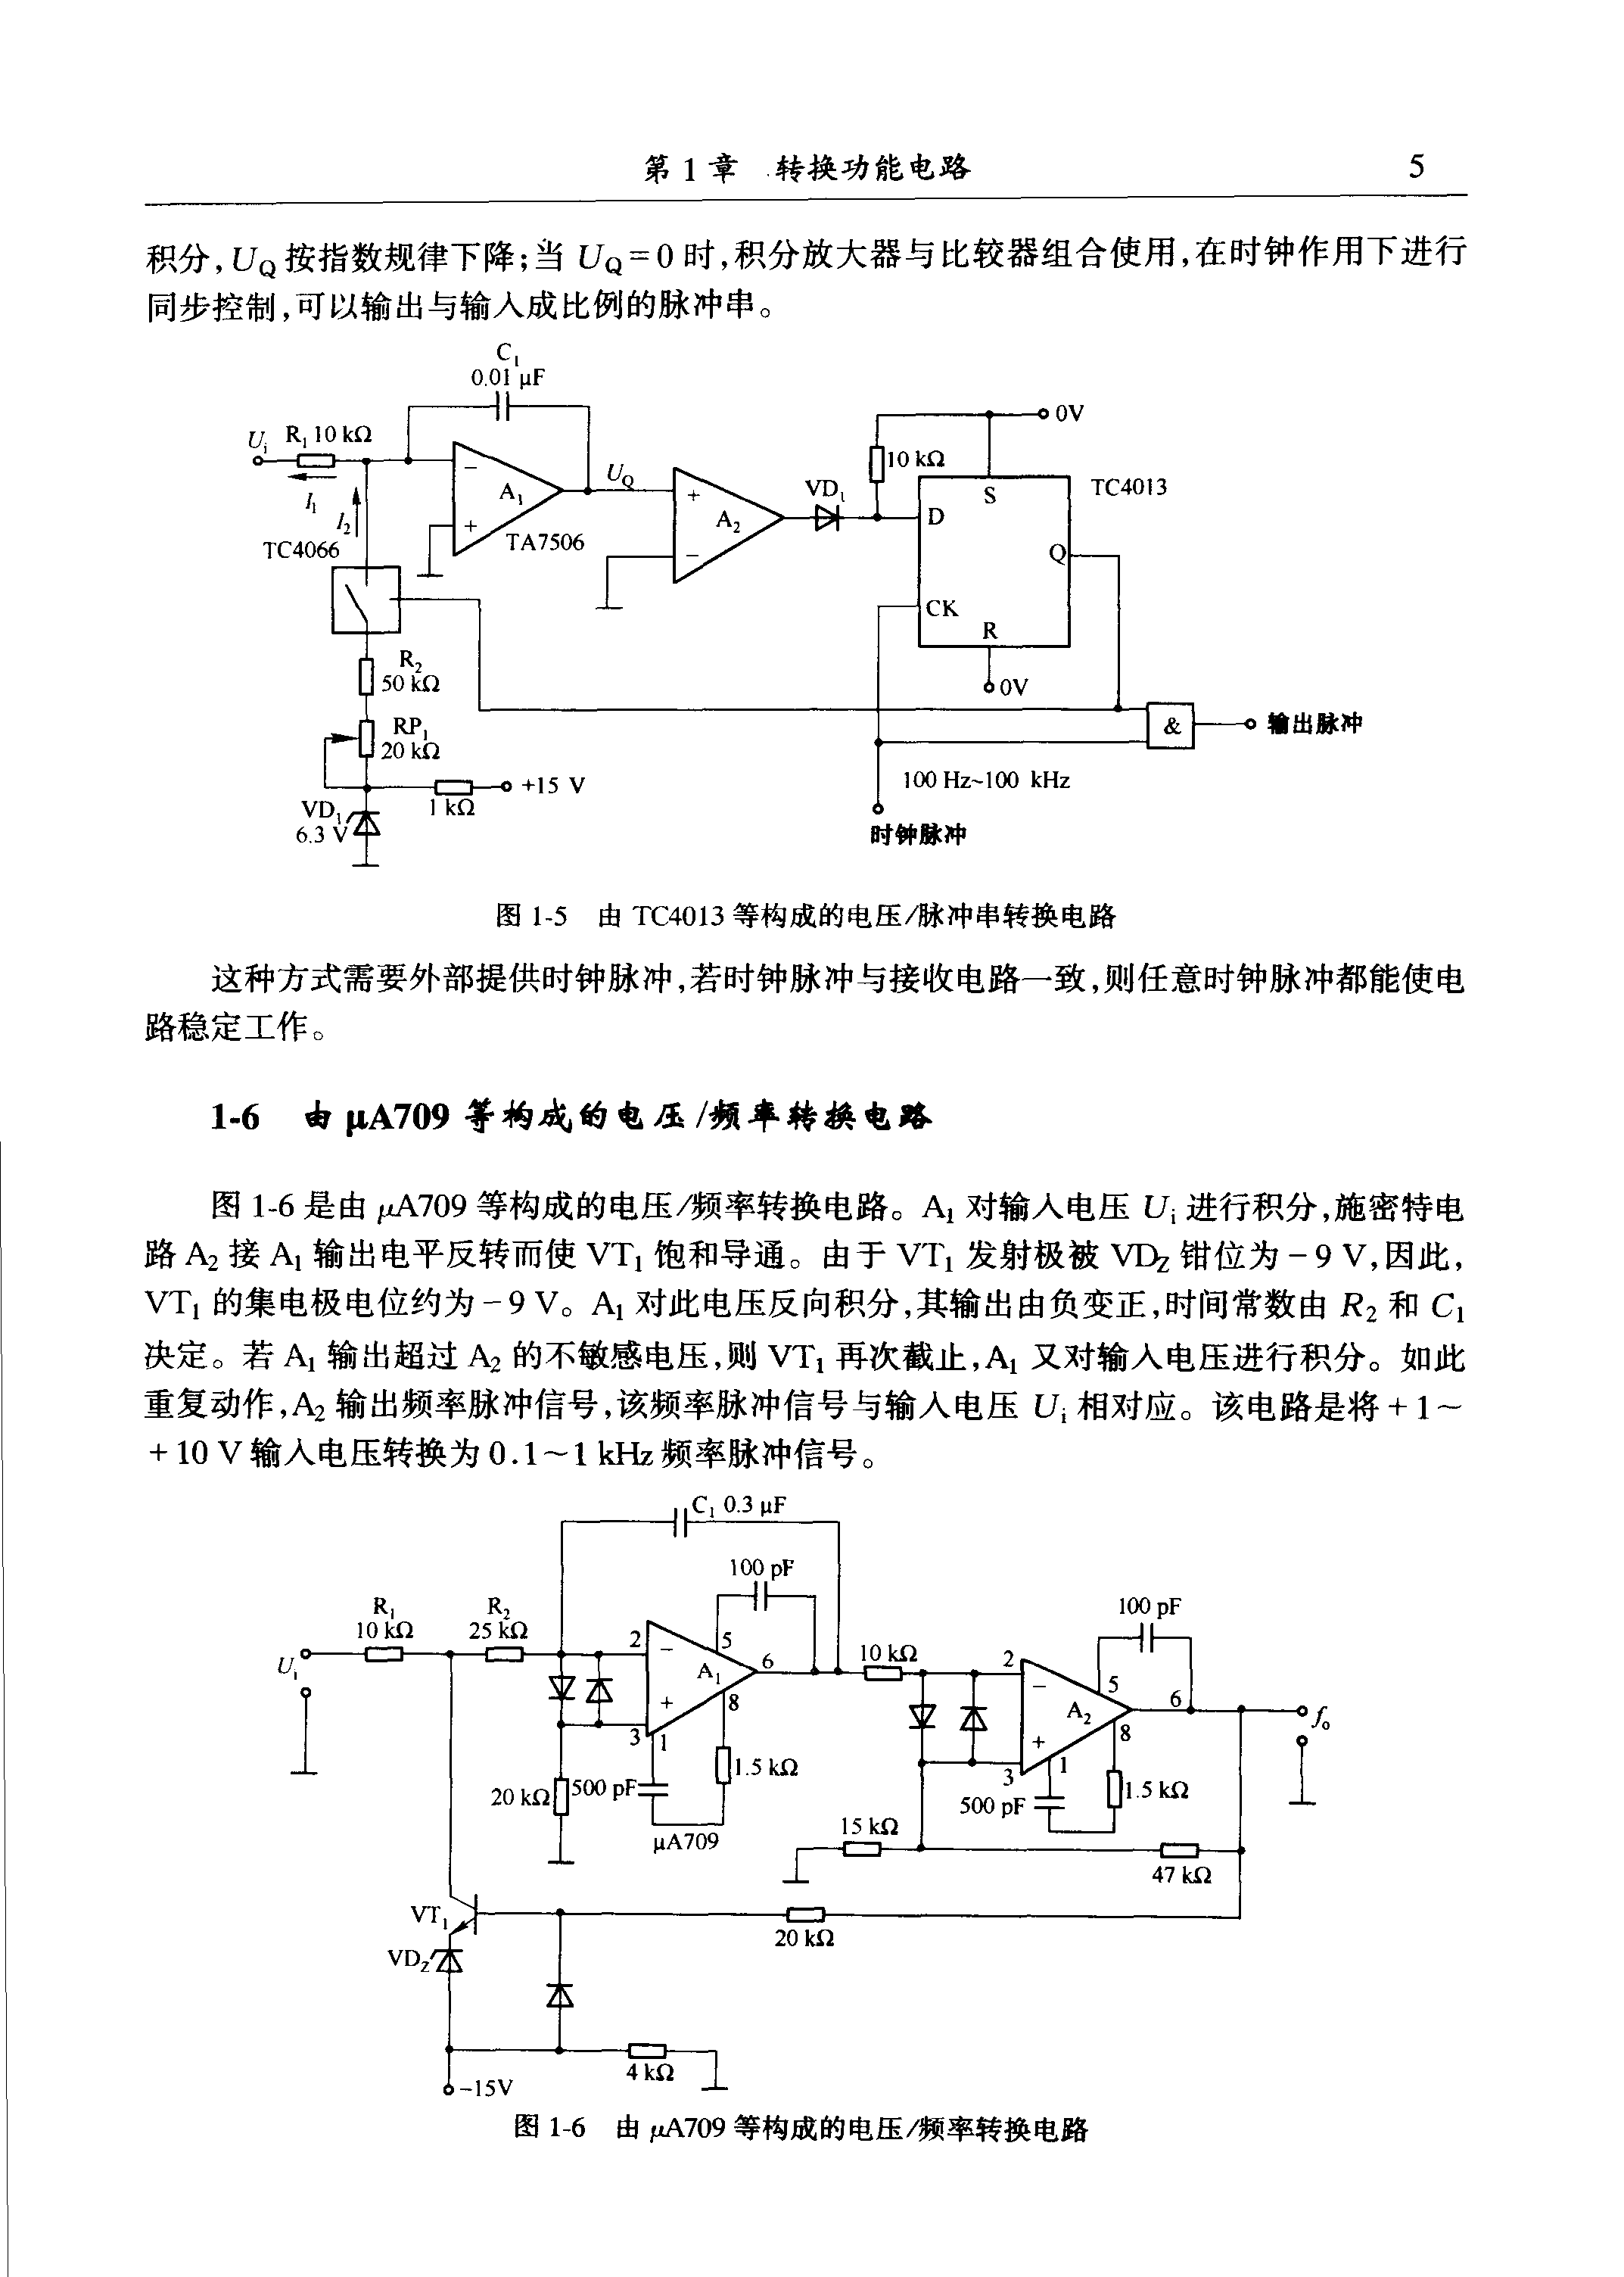 第 1 章 转换功能电路 5
积分,UQ按指数规律下降;当 UQ=0 时,积分放大器与比较器组合使用,在时钟作用下进行
同步控制,可以输出与输入成比例的脉冲串。
C1
0.01 μF
Ui
R1 10 kΩ
I1
I2
TC4066
A1
TA7506
UQ
A2
VD1
10 kΩ
0V
TC4013
S
D
Q
CK
R
0V
R2
50 kΩ
RP1
20 kΩ
+15 V
1 kΩ
VD1
6.3 V
&
输出脉冲
100 Hz~100 kHz
时钟脉冲
图 1-5 由 TC4013 等构成的电压/脉冲串转换电路
这种方式需要外部提供时钟脉冲,若时钟脉冲与接收电路一致,则任意时钟脉冲都能使电
路稳定工作。
1-6 由 μA709 等构成的电压/频率转换电路
图 1-6 是由 μA709 等构成的电压/频率转换电路。A1 对输入电压 Ui 进行积分,施密特电
路 A2 接 A1 输出电平反转而使 VT1 饱和导通。由于 VT1 发射极被 VDZ 钳位为 -9 V,因此,
VT1 的集电极电位约为 -9 V。A1 对此电压反向积分,其输出由负变正,时间常数由 R2 和 C1
决定。若 A1 输出超过 A2 的不敏感电压,则 VT1 再次截止,A1 又对输入电压进行积分。如此
重复动作,A2 输出频率脉冲信号,该频率脉冲信号与输入电压 Ui 相对应。该电路是将 +1~
+10 V 输入电压转换为 0.1~1 kHz 频率脉冲信号。
C1 0.3 μF
100 pF
R1
10 kΩ
R2
25 kΩ
Ui
2
5
A1
6
8
3
1
1.5 kΩ
20 kΩ
500 pF
μA709
10 kΩ
100 pF
2
5
A2
6
8
3
1
1.5 kΩ
500 pF
fo
15 kΩ
47 kΩ
VT1
20 kΩ
VDZ
4 kΩ
-15V
图 1-6 由 μA709 等构成的电压/频率转换电路